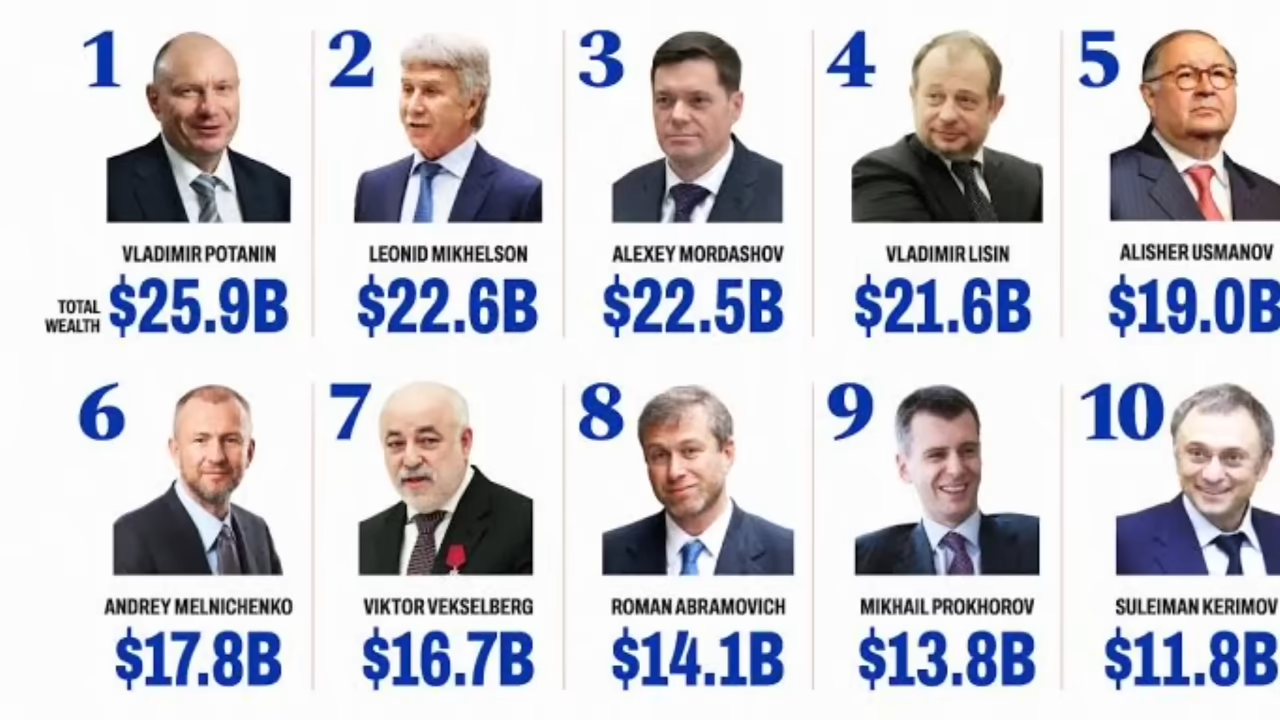 1
2
3
4
5
VLADIMIR POTANIN
LEONID MIKHELSON
ALEXEY MORDASHOV
VLADIMIR LISIN
ALISHER USMANOV
TOTAL
WEALTH
$25.9B
$22.6B
$22.5B
$21.6B
$19.0B
6
7
8
9
10
ANDREY MELNICHENKO
VIKTOR VEKSELBERG
ROMAN ABRAMOVICH
MIKHAIL PROKHOROV
SULEIMAN KERIMOV
$17.8B
$16.7B
$14.1B
$13.8B
$11.8B